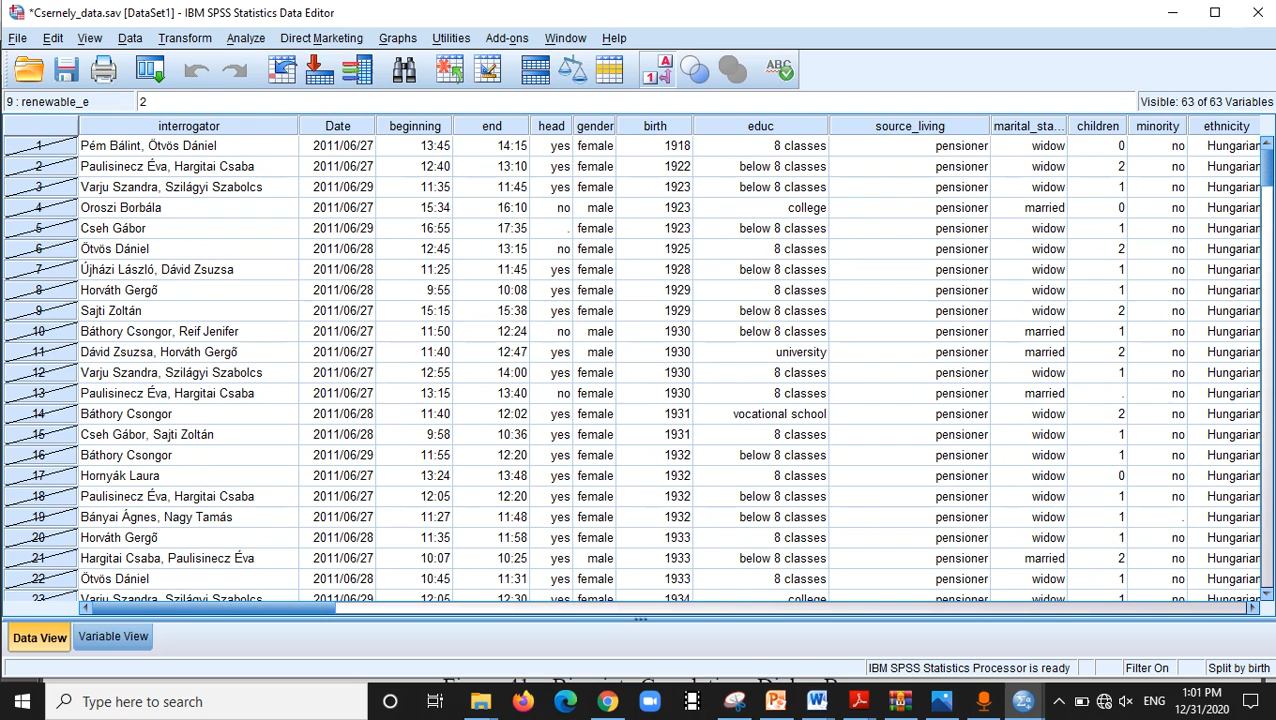 *Csernely_data.sav [DataSet1] - IBM SPSS Statistics Data Editor
File Edit View Data Transform Analyze Direct Marketing Graphs Utilities Add-ons Window Help
9 : renewable_e 2 Visible: 63 of 63 Variables
interrogator Date beginning end head gender birth educ source_living marital_sta... children minority ethnicity
1 Pém Bálint, Ötvös Dániel 2011/06/27 13:45 14:15 yes female 1918 8 classes pensioner widow 0 no Hungarian
2 Paulisinecz Éva, Hargitai Csaba 2011/06/27 12:40 13:10 yes female 1922 below 8 classes pensioner widow 2 no Hungarian
3 Varju Szandra, Szilágyi Szabolcs 2011/06/29 11:35 11:45 yes female 1923 below 8 classes pensioner widow 1 no Hungarian
4 Oroszi Borbála 2011/06/27 15:34 16:10 no male 1923 college pensioner married 0 no Hungarian
5 Cseh Gábor 2011/06/29 16:55 17:35 . female 1923 below 8 classes pensioner widow 1 no Hungarian
6 Ötvös Dániel 2011/06/28 12:45 13:15 no female 1925 8 classes pensioner widow 2 no Hungarian
7 Újházi László, Dávid Zsuzsa 2011/06/28 11:25 11:45 yes female 1928 below 8 classes pensioner widow 1 no Hungarian
8 Horváth Gergő 2011/06/28 9:55 10:08 yes female 1929 8 classes pensioner widow 1 no Hungarian
9 Sajti Zoltán 2011/06/27 15:15 15:38 yes female 1929 below 8 classes pensioner widow 2 no Hungarian
10 Báthory Csongor, Reif Jenifer 2011/06/27 11:50 12:24 no male 1930 below 8 classes pensioner married 1 no Hungarian
11 Dávid Zsuzsa, Horváth Gergő 2011/06/27 11:40 12:47 yes male 1930 university pensioner married 2 no Hungarian
12 Varju Szandra, Szilágyi Szabolcs 2011/06/27 12:55 14:00 yes female 1930 8 classes pensioner widow 1 no Hungarian
13 Paulisinecz Éva, Hargitai Csaba 2011/06/27 13:15 13:40 no female 1930 8 classes pensioner married . no Hungarian
14 Báthory Csongor 2011/06/28 11:40 12:02 yes female 1931 vocational school pensioner widow 2 no Hungarian
15 Cseh Gábor, Sajti Zoltán 2011/06/28 9:58 10:36 yes female 1931 8 classes pensioner widow 1 no Hungarian
16 Báthory Csongor 2011/06/28 11:55 12:20 yes female 1932 below 8 classes pensioner widow 1 no Hungarian
17 Hornyák Laura 2011/06/27 13:24 13:48 yes female 1932 8 classes pensioner widow 0 no Hungarian
18 Paulisinecz Éva, Hargitai Csaba 2011/06/27 12:05 12:20 yes female 1932 below 8 classes pensioner widow 1 no Hungarian
19 Bányai Ágnes, Nagy Tamás 2011/06/27 11:27 11:48 yes female 1932 below 8 classes pensioner widow 1 . Hungarian
20 Horváth Gergő 2011/06/28 11:35 11:58 yes female 1933 8 classes pensioner widow 1 no Hungarian
21 Hargitai Csaba, Paulisinecz Éva 2011/06/27 10:07 10:25 yes male 1933 below 8 classes pensioner married 2 no Hungarian
22 Ötvös Dániel 2011/06/28 10:45 11:31 yes female 1933 8 classes pensioner widow 1 no Hungarian
23 Varju Szandra, Szilágyi Szabolcs 2011/06/29 12:05 12:30 yes female 1934 college pensioner widow 1 no Hungarian
Data View Variable View
IBM SPSS Statistics Processor is ready Filter On Split by birth
Type here to search
ENG
1:01 PM
12/31/2020